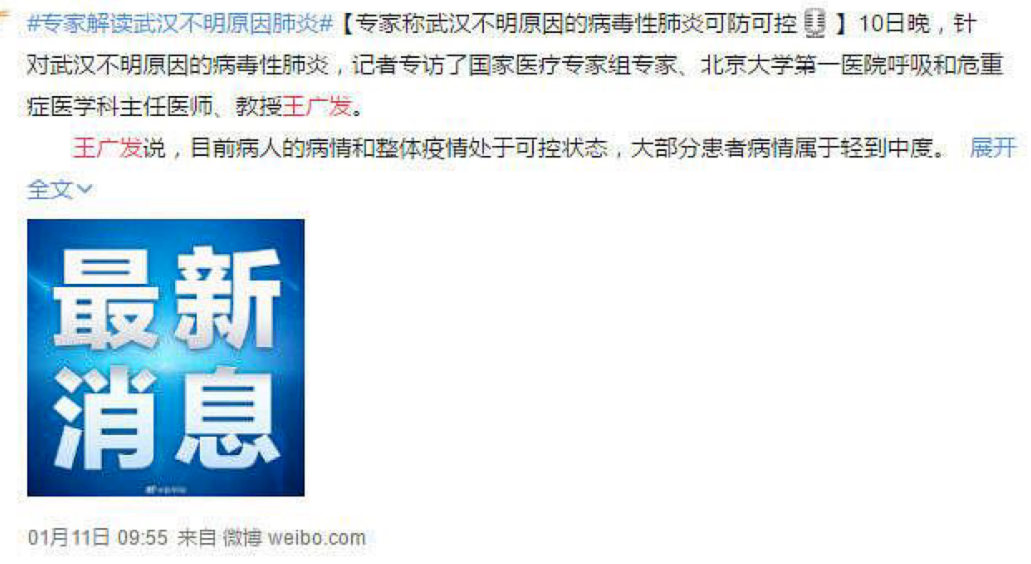 #专家解读武汉不明原因肺炎#【专家称武汉不明原因的病毒性肺炎可防可控】10日晚，针
对武汉不明原因的病毒性肺炎，记者专访了国家医疗专家组专家、北京大学第一医院呼吸和危重
症医学科主任医师、教授王广发。
王广发说，目前病人的病情和整体疫情处于可控状态，大部分患者病情属于轻到中度。 展开
全文
最新
消息
01月11日 09:55 来自 微博 weibo.com